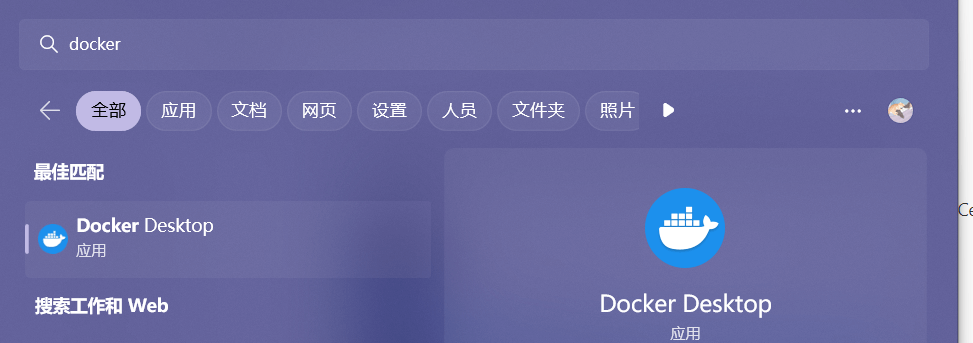 docker
全部 应用 文档 网页 设置 人员 文件夹 照片
最佳匹配
Docker Desktop
应用
搜索工作和 Web
Docker Desktop
应用